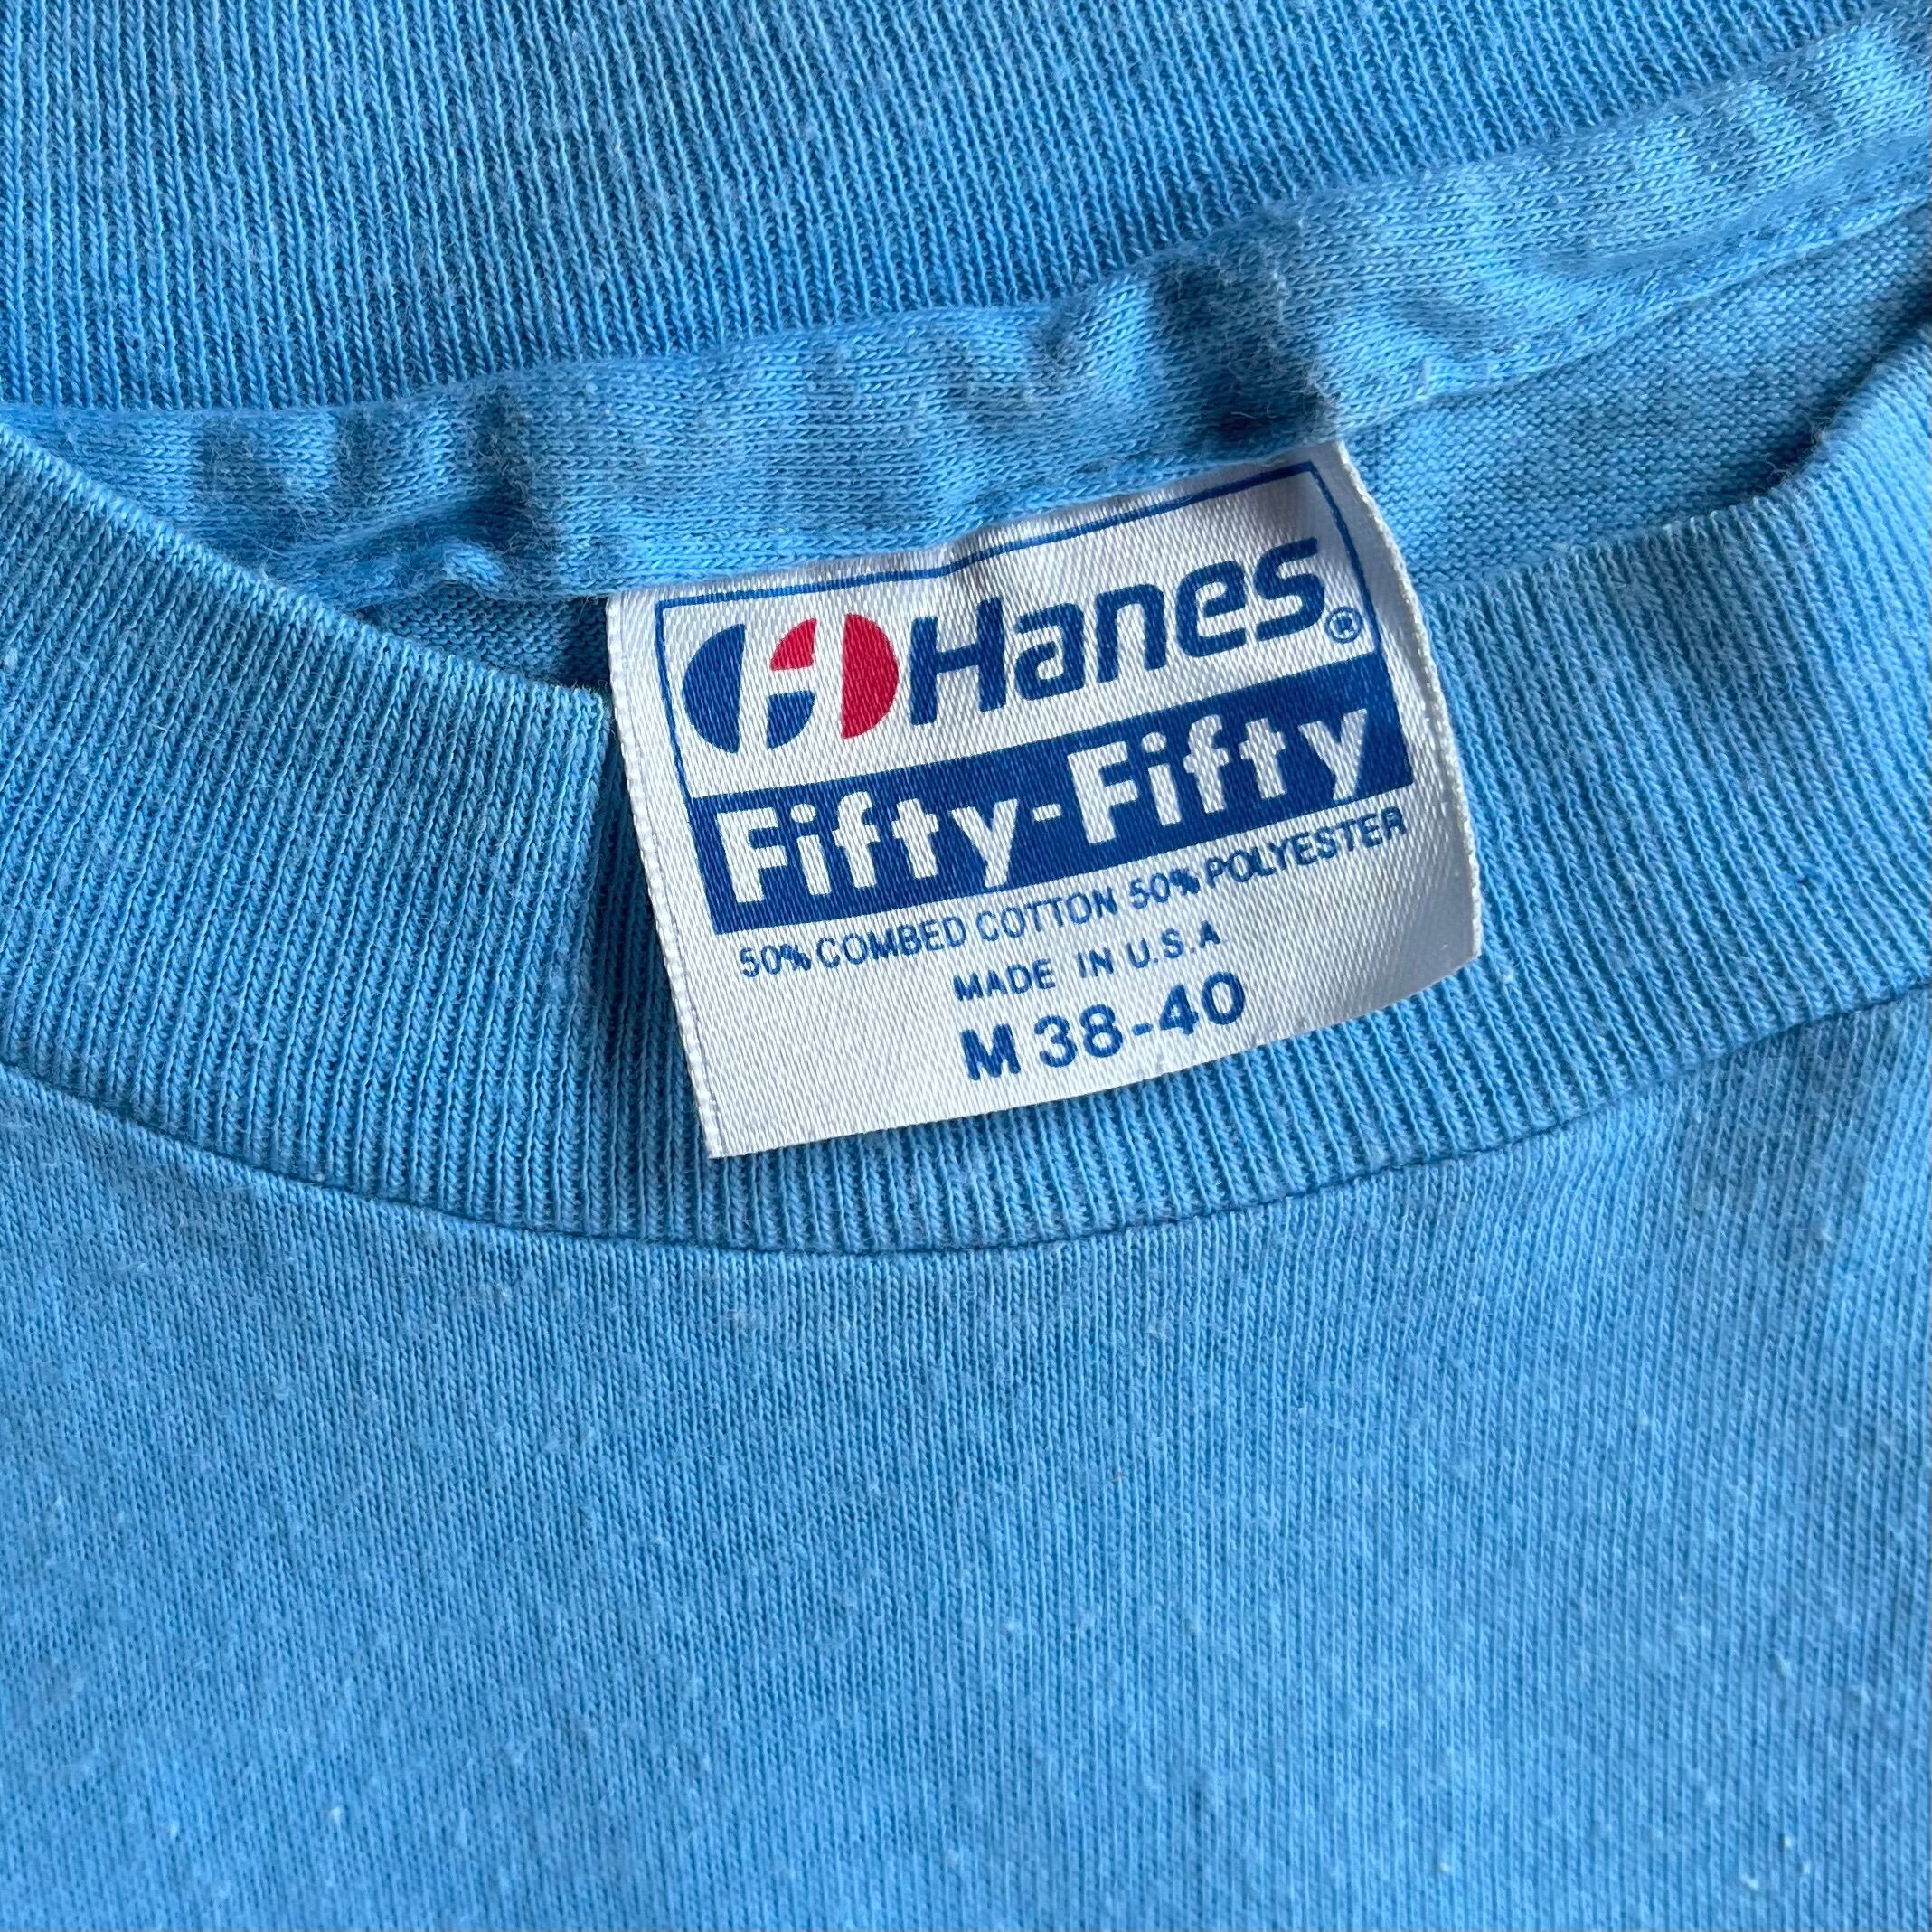 Hanes®
Fifty-Fifty
50% COMBED COTTON 50% POLYESTER
MADE IN U.S.A
M 38-40